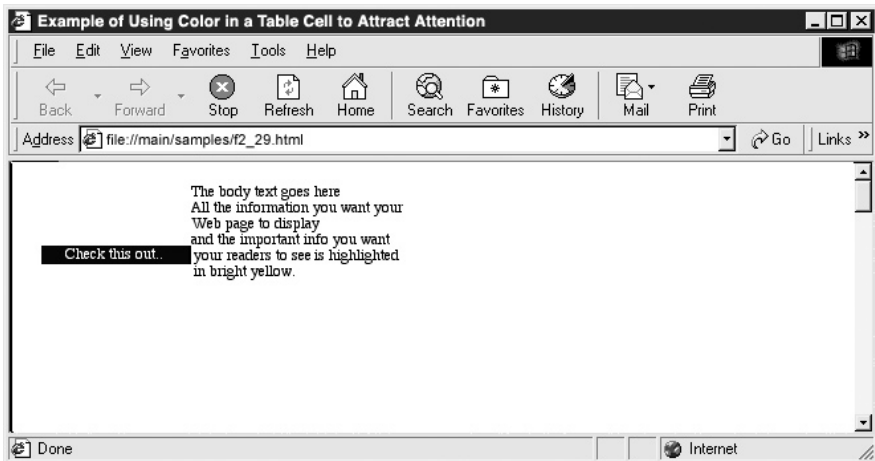 Example of Using Color in a Table Cell to Attract Attention
File Edit View Favorites Tools Help
Back Forward Stop Refresh Home Search Favorites History Mail Print
Address file://main/samples/f2_29.html Go Links »
The body text goes here
All the information you want your
Web page to display
and the important info you want
Check this out.. your readers to see is highlighted
in bright yellow.
Done Internet